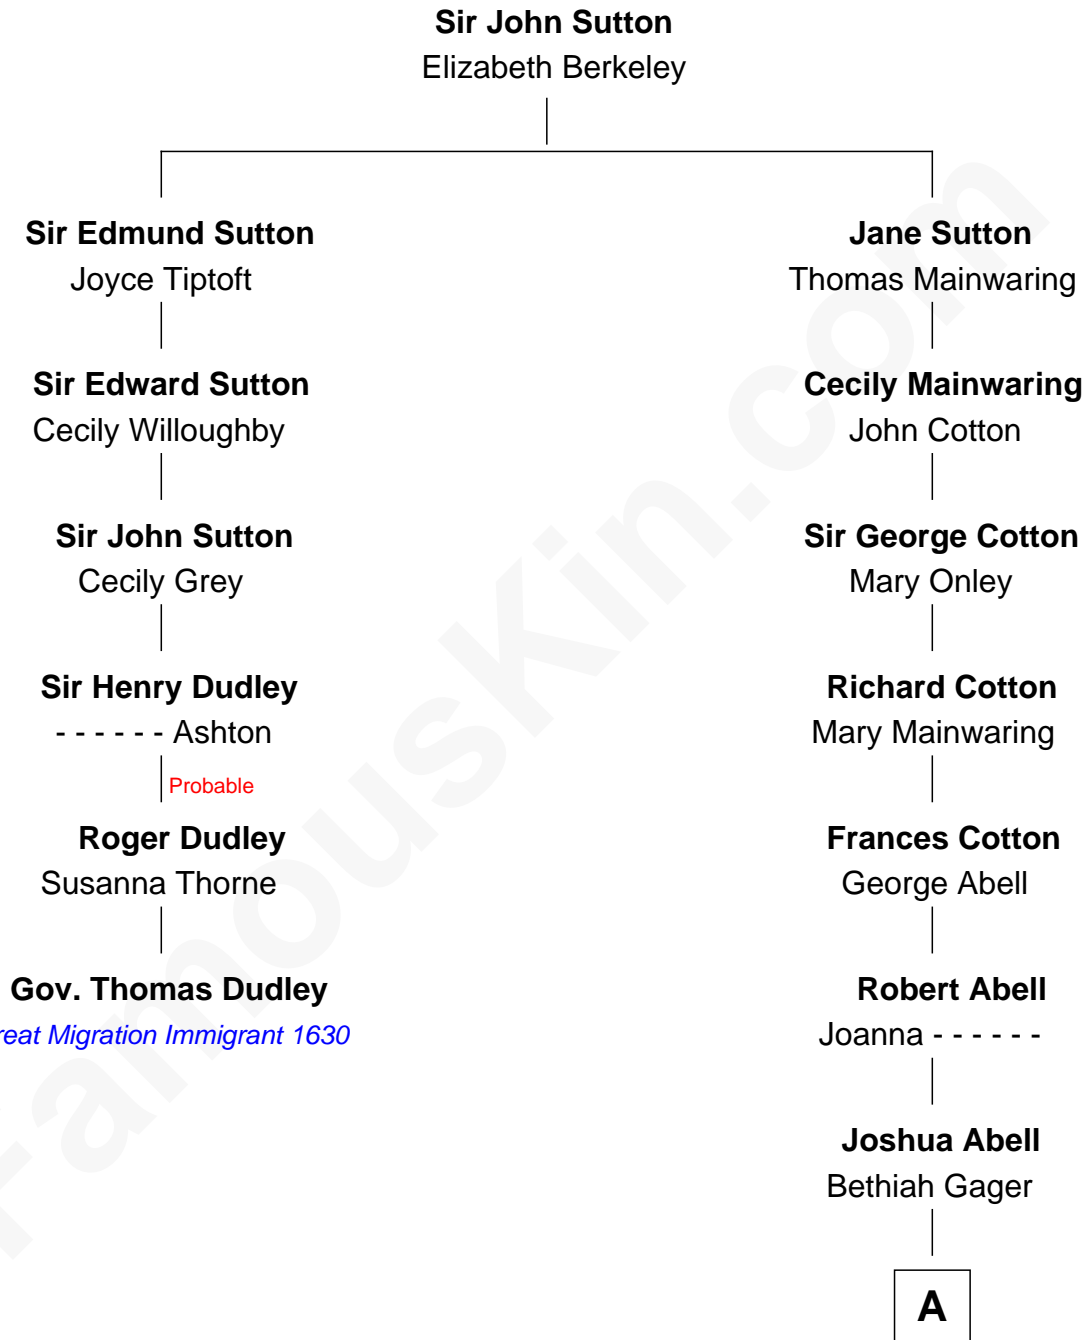 Sir John Sutton
Elizabeth Berkeley
Sir Edmund Sutton
Joyce Tiptoft
Jane Sutton
Thomas Mainwaring
Sir Edward Sutton
Cecily Willoughby
Cecily Mainwaring
John Cotton
Sir John Sutton
Cecily Grey
Sir George Cotton
Mary Onley
Sir Henry Dudley
- - - - - - Ashton
Probable
Richard Cotton
Mary Mainwaring
Roger Dudley
Susanna Thorne
Frances Cotton
George Abell
Gov. Thomas Dudley
reat Migration Immigrant 1630
Robert Abell
Joanna - - - - - -
Joshua Abell
Bethiah Gager
A
FamousKin.com